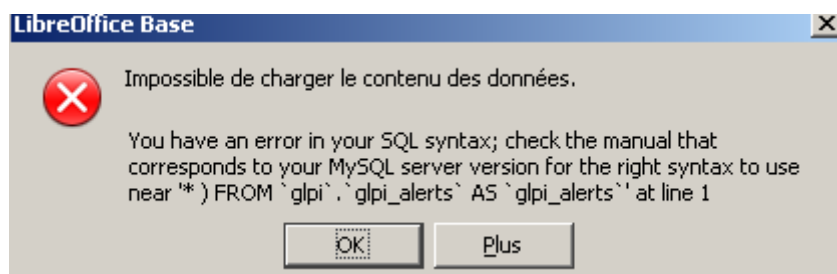 LibreOffice Base
Impossible de charger le contenu des données.
You have an error in your SQL syntax; check the manual that
corresponds to your MySQL server version for the right syntax to use
near '* ) FROM `glpi`.`glpi_alerts` AS `glpi_alerts`' at line 1
OK
Plus